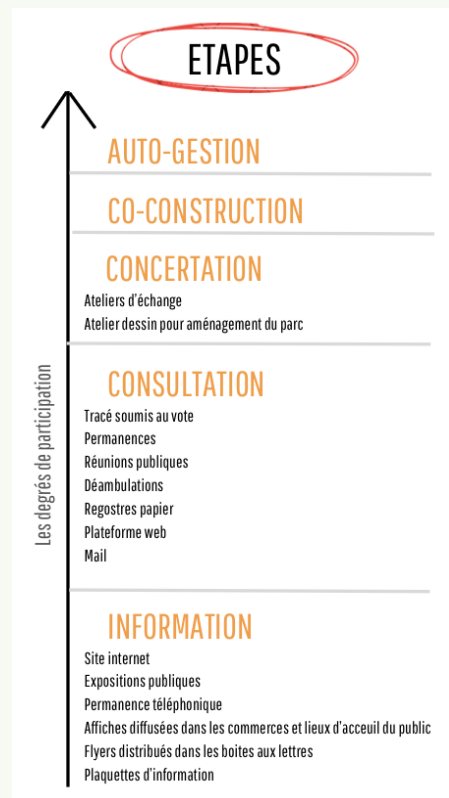 ETAPES
AUTO-GESTION
CO-CONSTRUCTION
CONCERTATION
Ateliers d'échange
Atelier dessin pour aménagement du parc
Les degrés de participation
CONSULTATION
Tracé soumis au vote
Permanences
Réunions publiques
Déambulations
Regostres papier
Plateforme web
Mail
INFORMATION
Site internet
Expositions publiques
Permanence téléphonique
Affiches diffusées dans les commerces et lieux d'acceuil du public
Flyers distribués dans les boites aux lettres
Plaquettes d'information